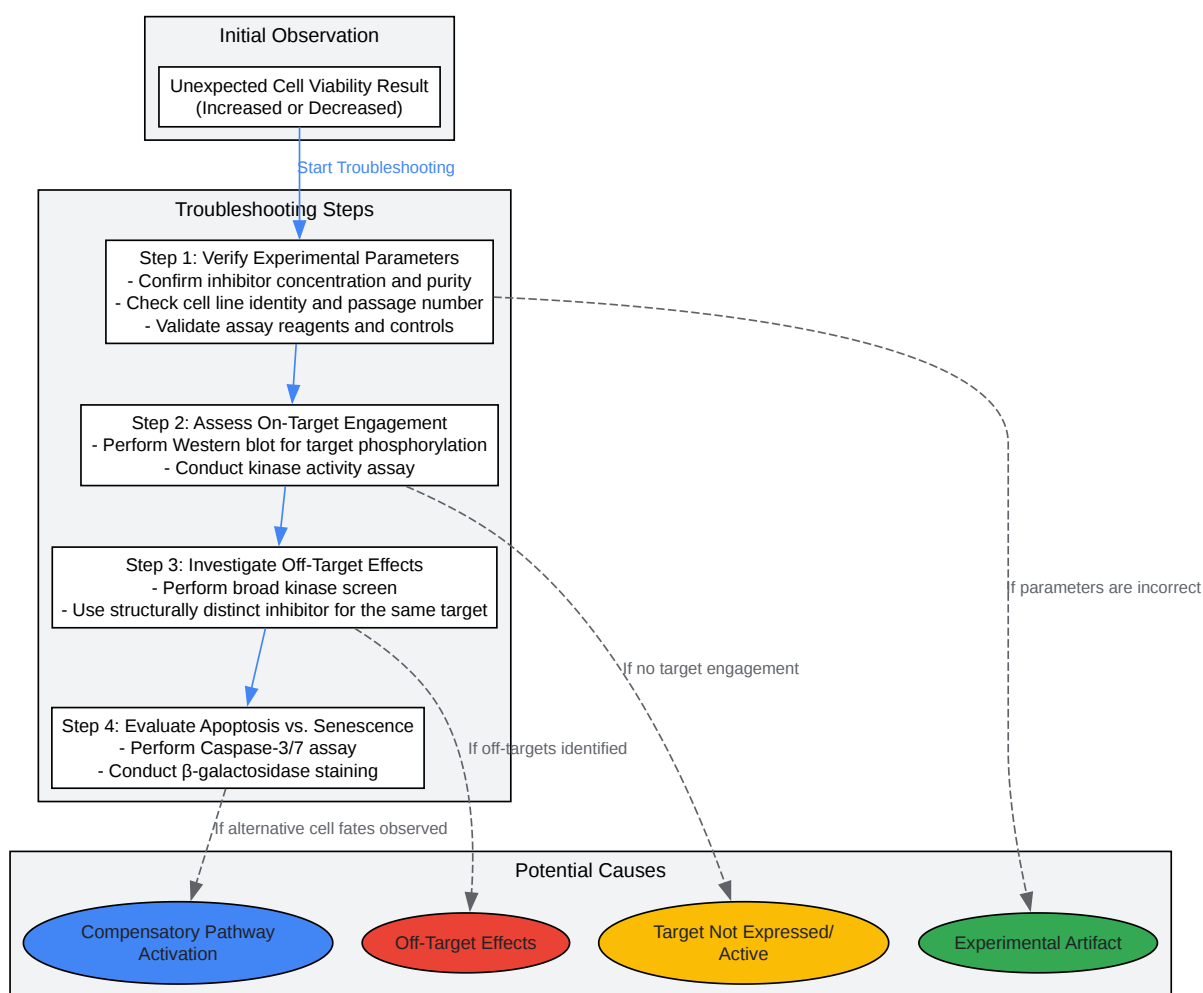 Initial Observation
Unexpected Cell Viability Result
(Increased or Decreased)
Start Troubleshooting
Troubleshooting Steps
Step 1: Verify Experimental Parameters
- Confirm inhibitor concentration and purity
- Check cell line identity and passage number
- Validate assay reagents and controls
Step 2: Assess On-Target Engagement
- Perform Western blot for target phosphorylation
- Conduct kinase activity assay
Step 3: Investigate Off-Target Effects
- Perform broad kinase screen
- Use structurally distinct inhibitor for the same target
If parameters are incorrect
If no target engagement
Step 4: Evaluate Apoptosis vs. Senescence
- Perform Caspase-3/7 assay
- Conduct β-galactosidase staining
If off-targets identified
If alternative cell fates observed
Potential Causes
Compensatory Pathway
Activation
Off-Target Effects
Target Not Expressed/
Active
Experimental Artifact